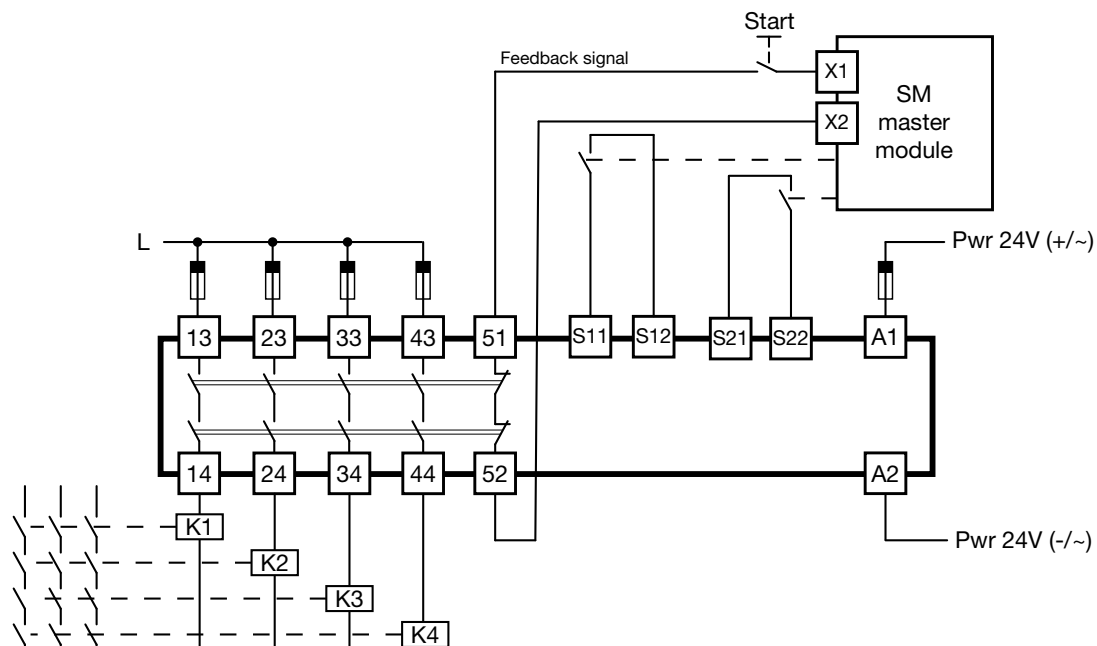 Start
Feedback signal
X1
SM
master
module
X2
L
Pwr 24V (+/~)
13 23 33 43 51 S11 S12 S21 S22 A1
14 24 34 44 52 A2
K1
Pwr 24V (-/~)
K2
K3
K4